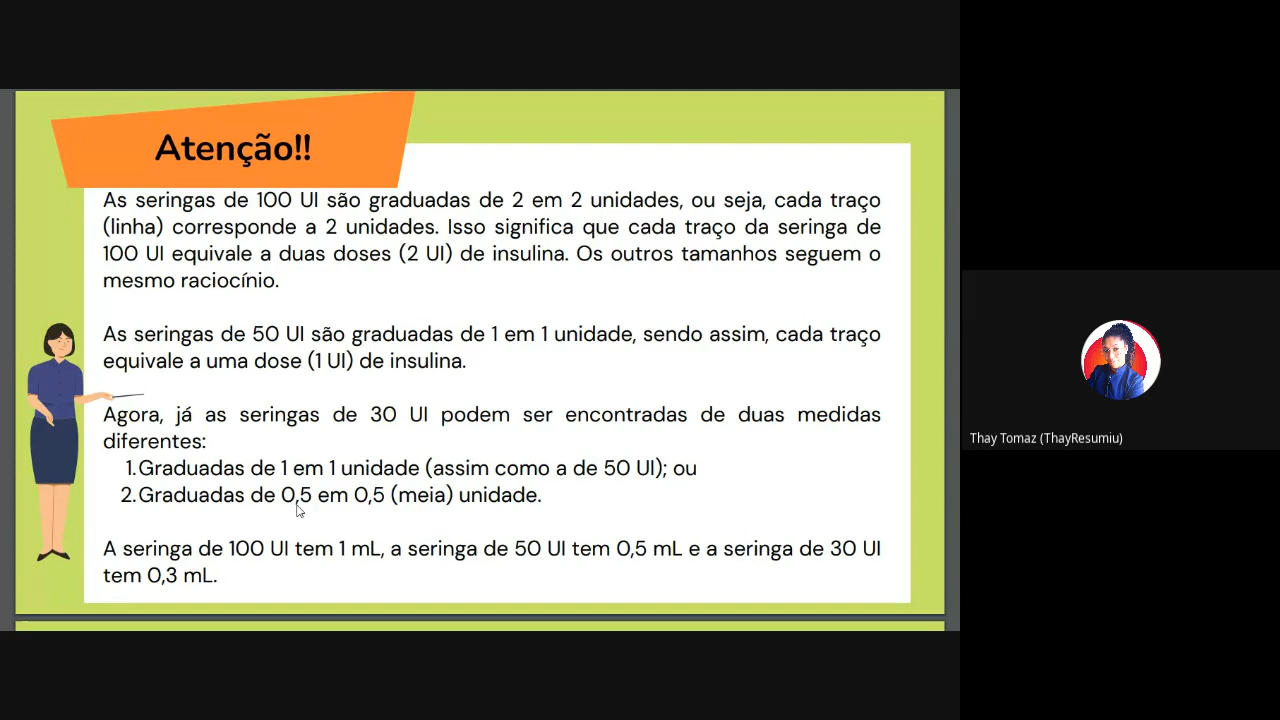 Atenção!!
As seringas de 100 UI são graduadas de 2 em 2 unidades, ou seja, cada traço
(linha) corresponde a 2 unidades. Isso significa que cada traço da seringa de
100 UI equivale a duas doses (2 UI) de insulina. Os outros tamanhos seguem o
mesmo raciocínio.
As seringas de 50 UI são graduadas de 1 em 1 unidade, sendo assim, cada traço
equivale a uma dose (1 UI) de insulina.
Agora, já as seringas de 30 UI podem ser encontradas de duas medidas
diferentes:
1.Graduadas de 1 em 1 unidade (assim como a de 50 UI); ou
2.Graduadas de 0,5 em 0,5 (meia) unidade.
A seringa de 100 UI tem 1 mL, a seringa de 50 UI tem 0,5 mL e a seringa de 30 UI
tem 0,3 mL.
Thay Tomaz (ThayResumiu)